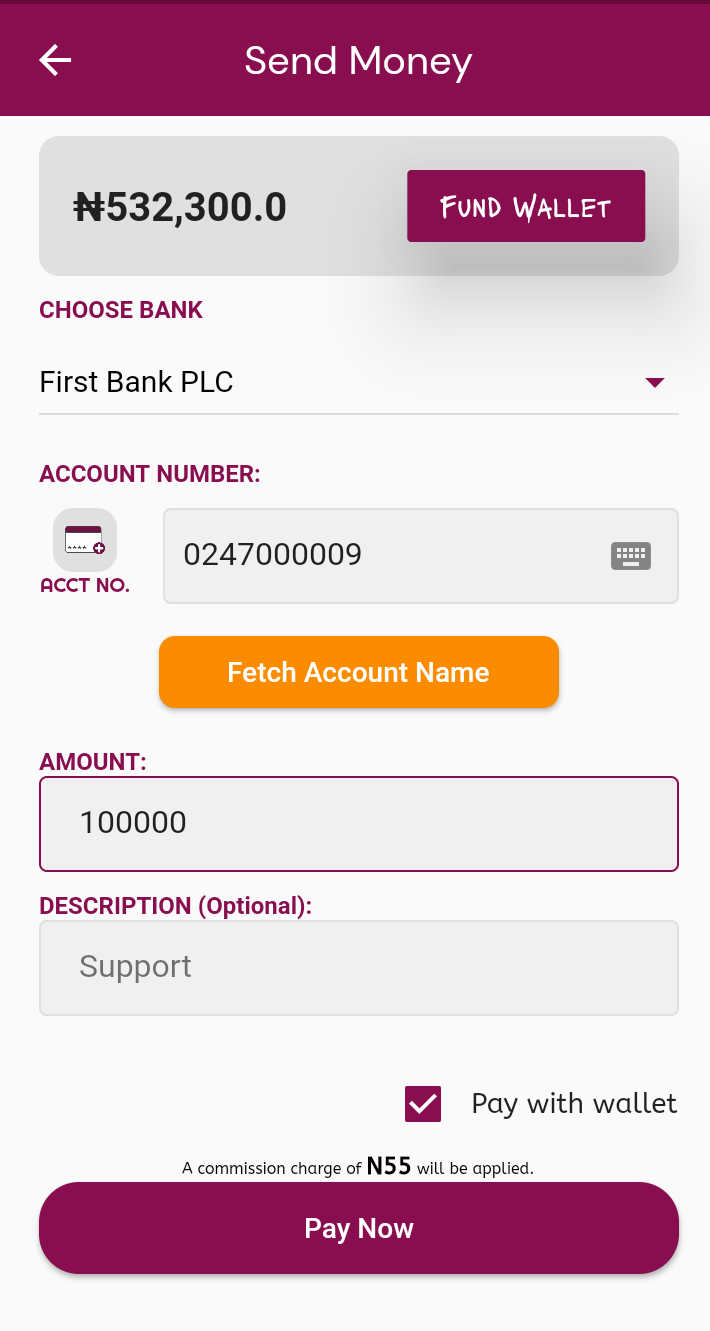 Send Money
₦532,300.0
FUND WALLET
CHOOSE BANK
First Bank PLC
ACCOUNT NUMBER:
****
ACCT NO.
0247000009
Fetch Account Name
AMOUNT:
100000
DESCRIPTION (Optional):
Support
Pay with wallet
A commission charge of N55 will be applied.
Pay Now